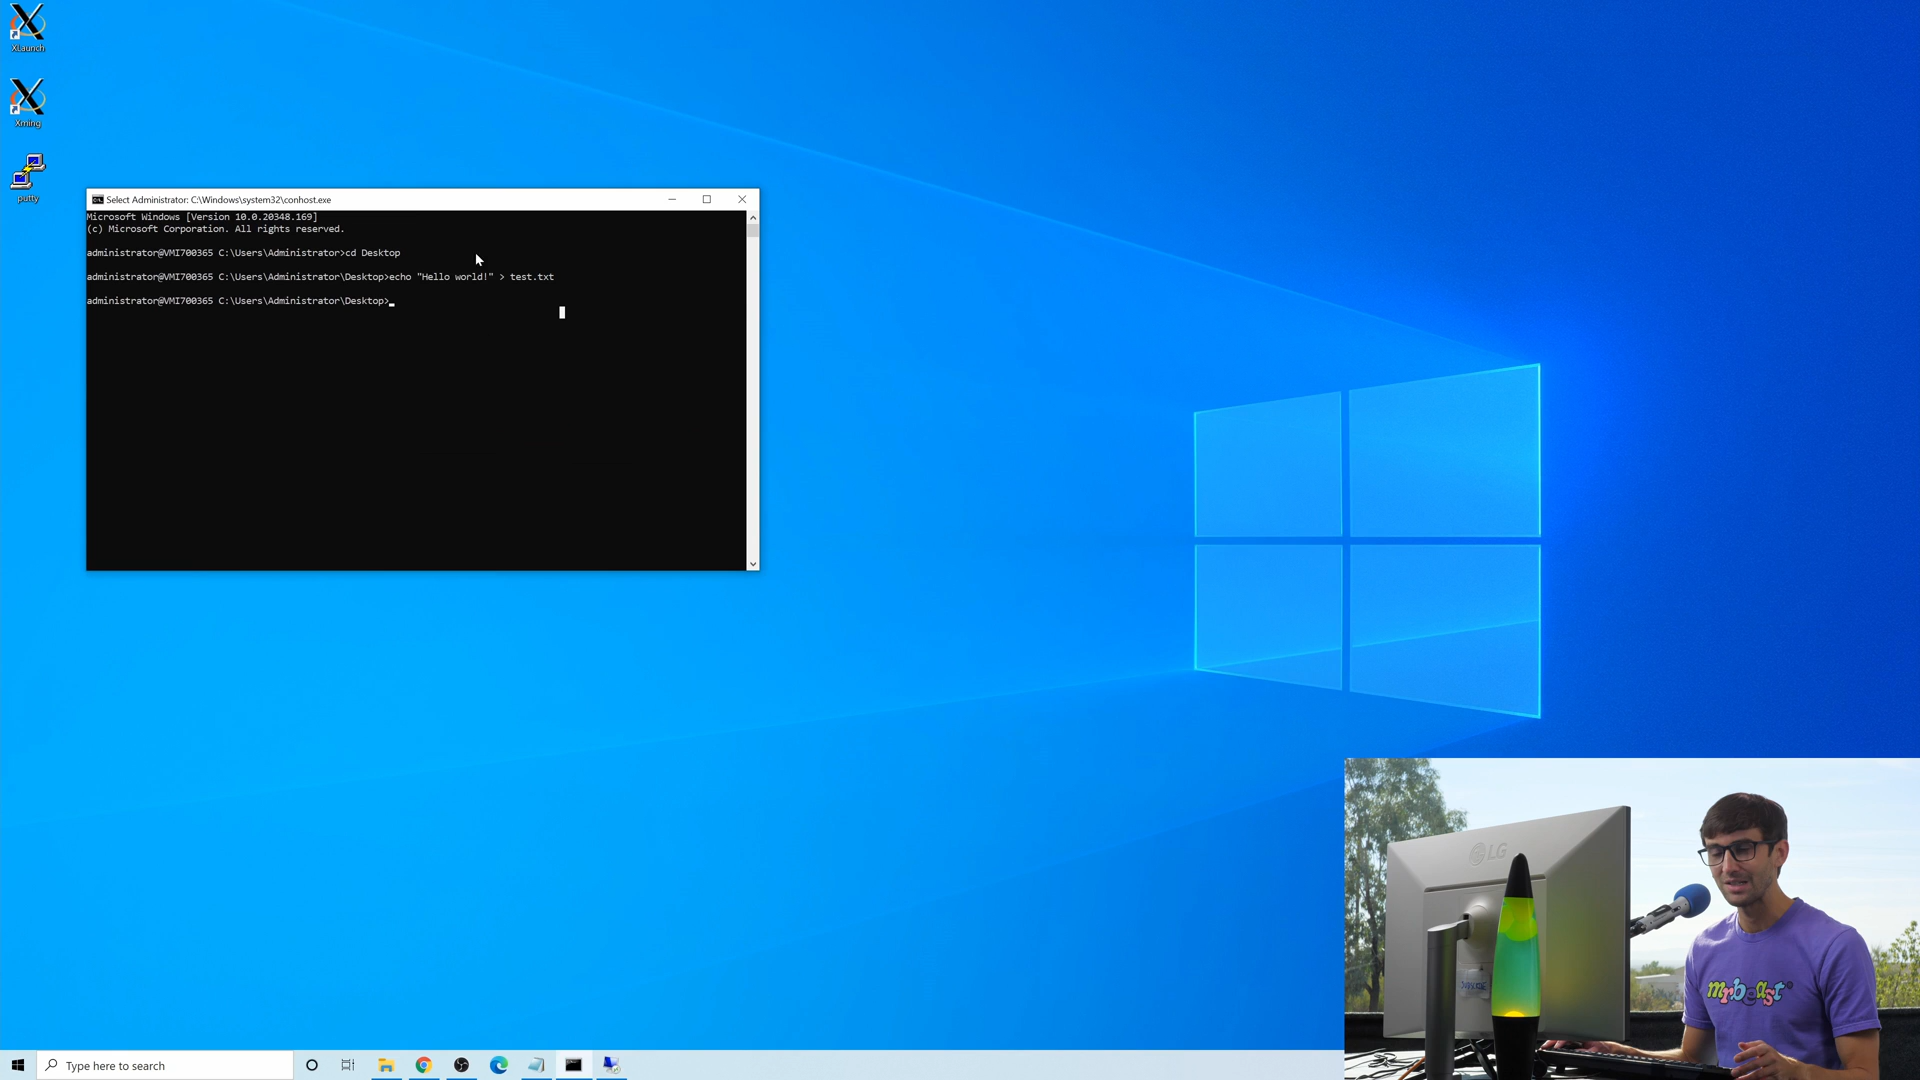 XLaunch
Xming
putty
Select Administrator: C:\Windows\system32\conhost.exe
Microsoft Windows [Version 10.0.20348.169]
(c) Microsoft Corporation. All rights reserved.
administrator@VMI700365 C:\Users\Administrator>cd Desktop
administrator@VMI700365 C:\Users\Administrator\Desktop>echo "Hello world!" > test.txt
administrator@VMI700365 C:\Users\Administrator\Desktop>
LG
mrbeast
Type here to search